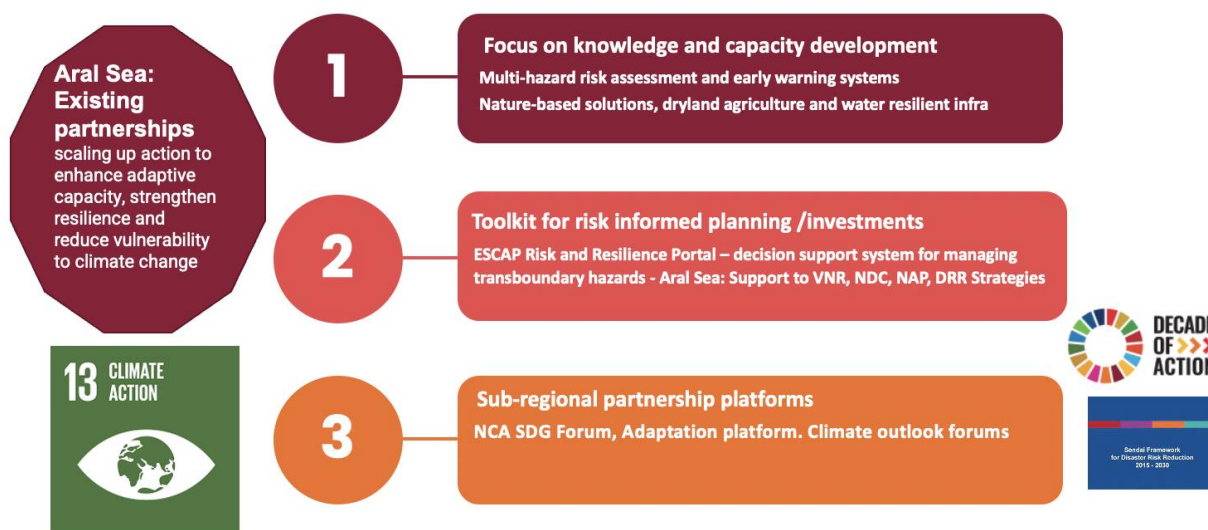 Aral Sea:
Existing
partnerships
scaling up action to
enhance adaptive
capacity, strengthen
resilience and
reduce vulnerability
to climate change
1
Focus on knowledge and capacity development
Multi-hazard risk assessment and early warning systems
Nature-based solutions, dryland agriculture and water resilient infra
2
Toolkit for risk informed planning /investments
ESCAP Risk and Resilience Portal – decision support system for managing
transboundary hazards - Aral Sea: Support to VNR, NDC, NAP, DRR Strategies
3
Sub-regional partnership platforms
NCA SDG Forum, Adaptation platform. Climate outlook forums
13 CLIMATE
ACTION
DECADE
OF >>>
ACTION
Sendai Framework
for Disaster Risk Reduction
2015 - 2030